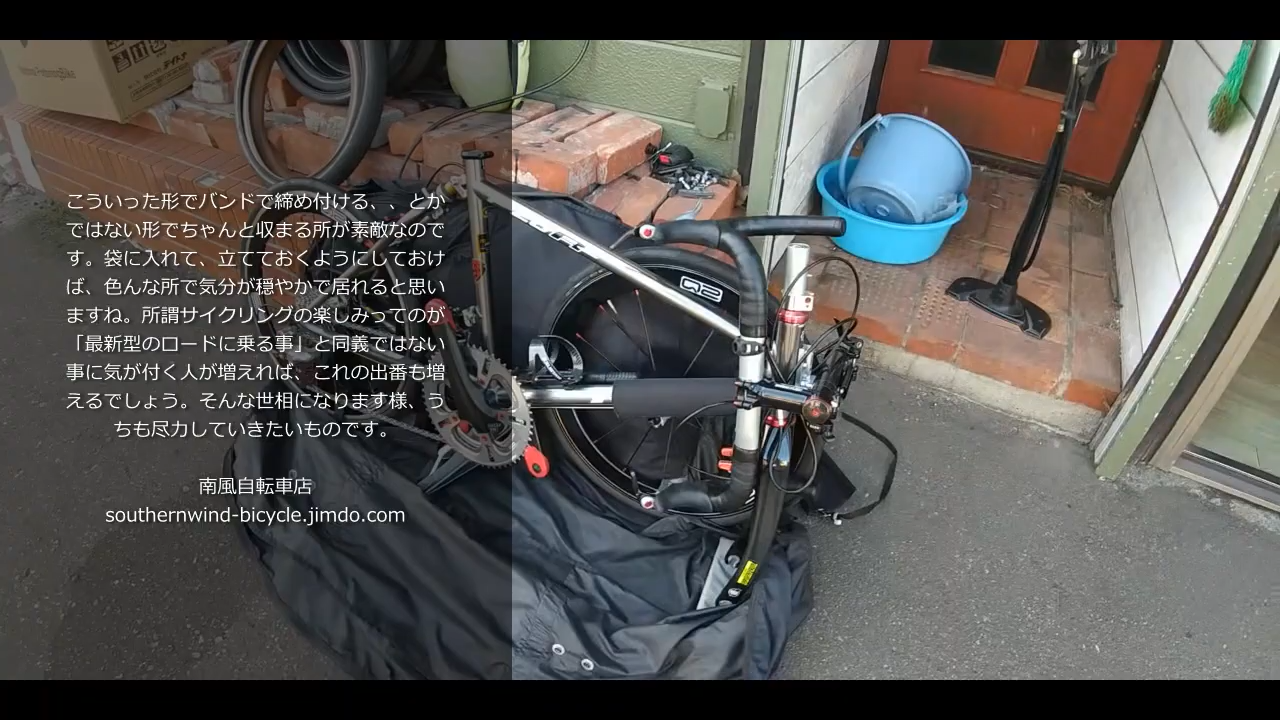 こういった形でバンドで締め付ける、、とか
ではない形でちゃんと収まる所が素敵なので
す。袋に入れて、立てておくようにしておけ
ば、色んな所で気分が穏やかで居れると思い
ますね。所謂サイクリングの楽しみってのが
「最新型のロードに乗る事」と同義ではない
事に気が付く人が増えれば、これの出番も増
えるでしょう。そんな世相になります様、う
ちも尽力していきたいものです。
南風自転車店
southernwind-bicycle.jimdo.com
Q2